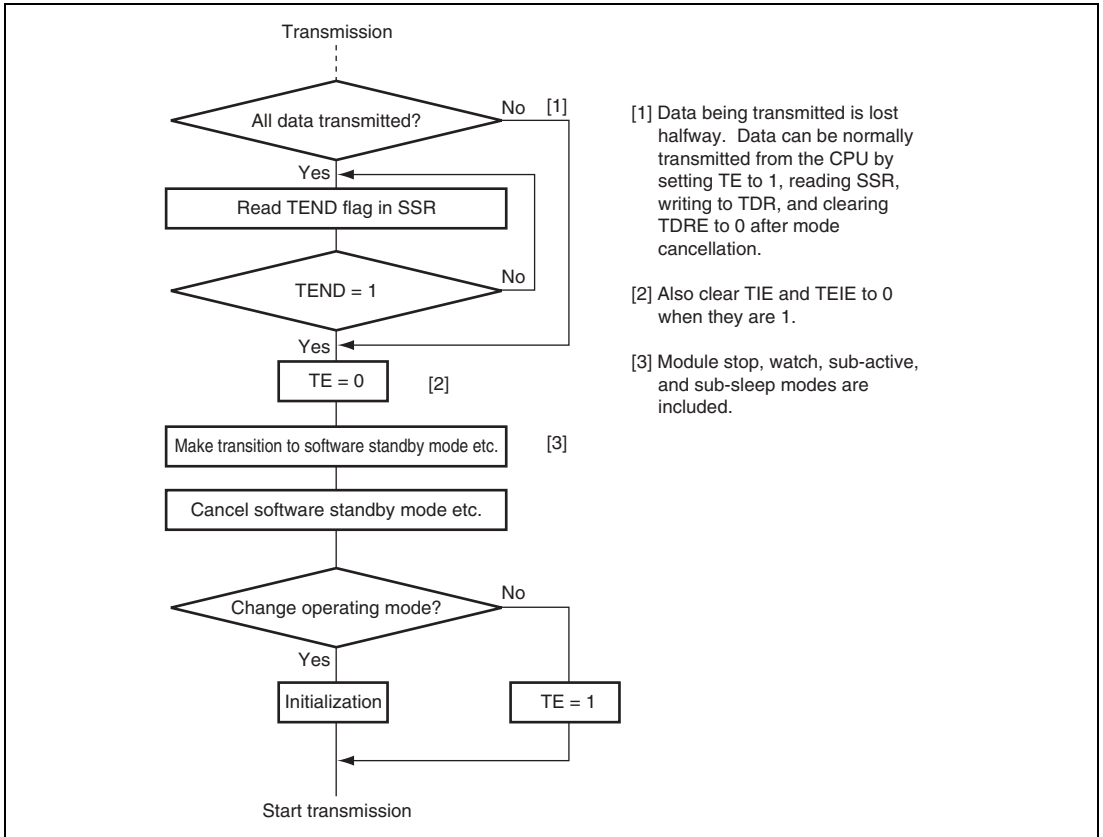 Transmission
All data transmitted?
No [1]
Yes
Read TEND flag in SSR
TEND = 1
No
Yes
TE = 0
[2]
Make transition to software standby mode etc.
[3]
Cancel software standby mode etc.
Change operating mode?
No
Yes
Initialization
TE = 1
Start transmission
[1] Data being transmitted is lost
halfway. Data can be normally
transmitted from the CPU by
setting TE to 1, reading SSR,
writing to TDR, and clearing
TDRE to 0 after mode
cancellation.
[2] Also clear TIE and TEIE to 0
when they are 1.
[3] Module stop, watch, sub-active,
and sub-sleep modes are
included.